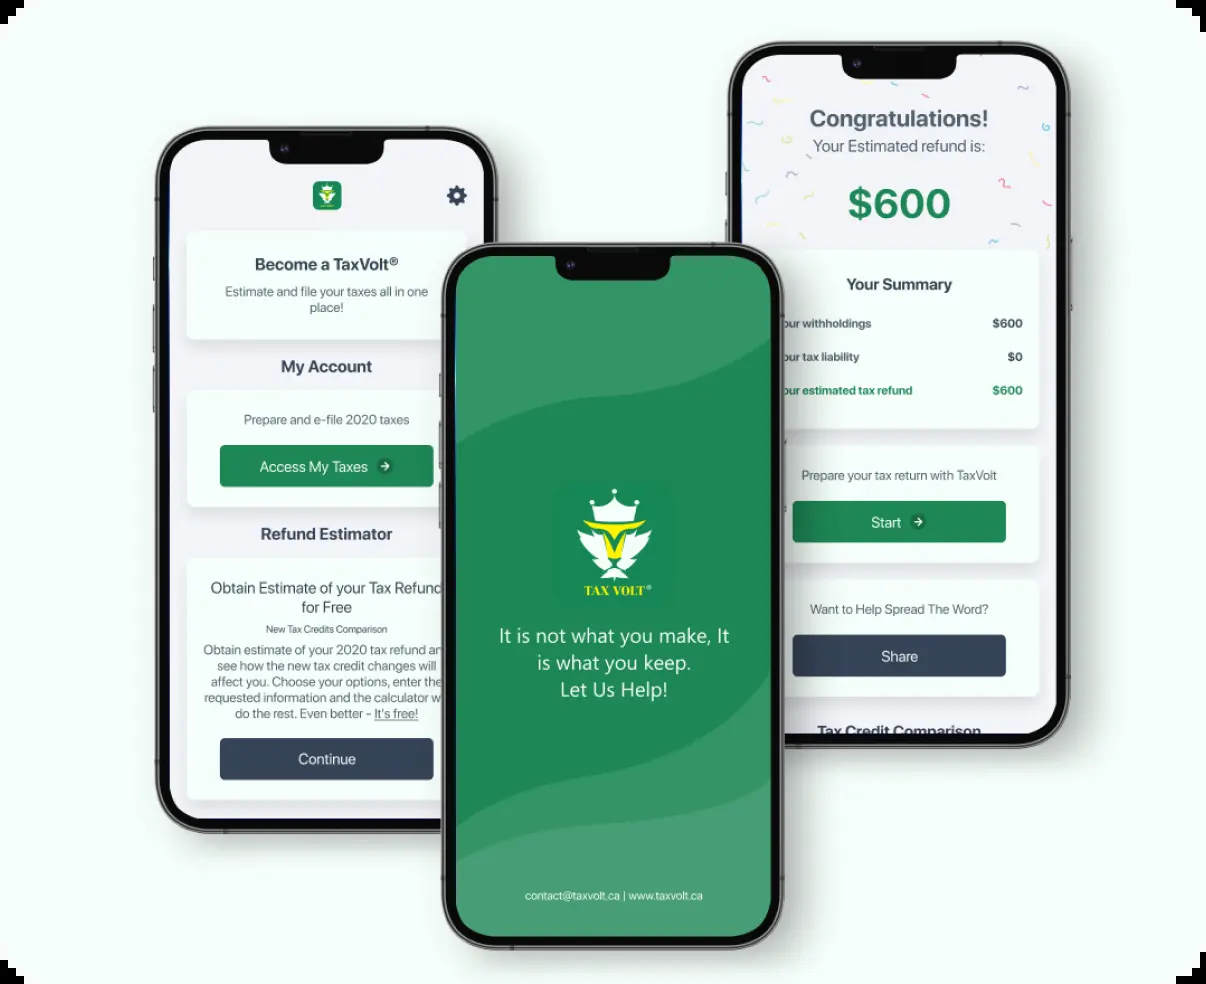 Become a TaxVolt®
Estimate and file your taxes all in one
place!
My Account
Prepare and e-file 2020 taxes
Access My Taxes
Refund Estimator
Obtain Estimate of your Tax Refund
for Free
New Tax Credits Comparison
Obtain estimate of your 2020 tax refund an
see how the new tax credit changes will
affect you. Choose your options, enter the
requested information and the calculator w
do the rest. Even better - It's free!
Continue
TAX VOLT®
It is not what you make, It
is what you keep.
Let Us Help!
contact@taxvolt.ca | www.taxvolt.ca
Congratulations!
Your Estimated refund is:
$600
Your Summary
our withholdings $600
our tax liability $0
our estimated tax refund $600
Prepare your tax return with TaxVolt
Start
Want to Help Spread The Word?
Share
Tax Credit Comparison